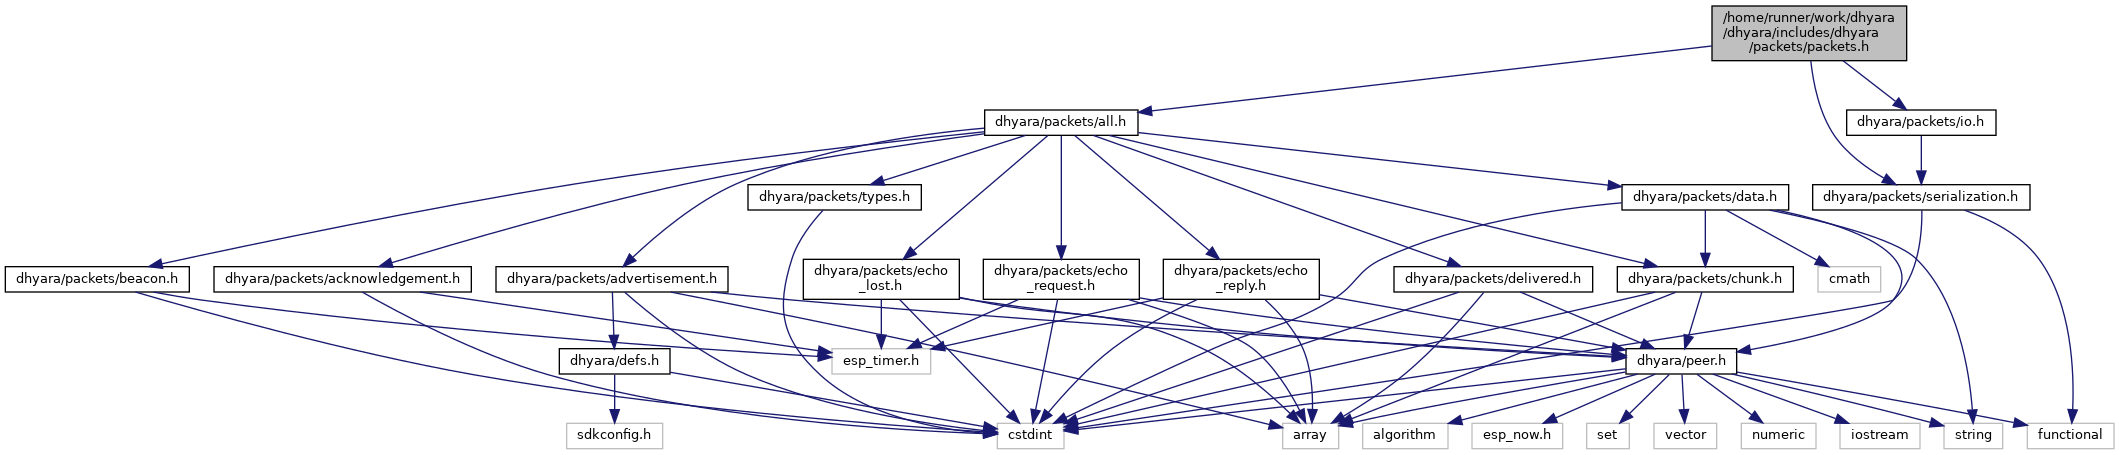 /home/runner/work/dhyara
/dhyara/includes/dhyara
/packets/packets.h
dhyara/packets/all.h
dhyara/packets/io.h
dhyara/packets/types.h
dhyara/packets/data.h
dhyara/packets/serialization.h
dhyara/packets/beacon.h
dhyara/packets/acknowledgement.h
dhyara/packets/advertisement.h
dhyara/packets/echo
_lost.h
dhyara/packets/echo
_request.h
dhyara/packets/echo
_reply.h
dhyara/packets/delivered.h
dhyara/packets/chunk.h
cmath
dhyara/defs.h
esp_timer.h
dhyara/peer.h
sdkconfig.h
cstdint
array
algorithm
esp_now.h
set
vector
numeric
iostream
string
functional